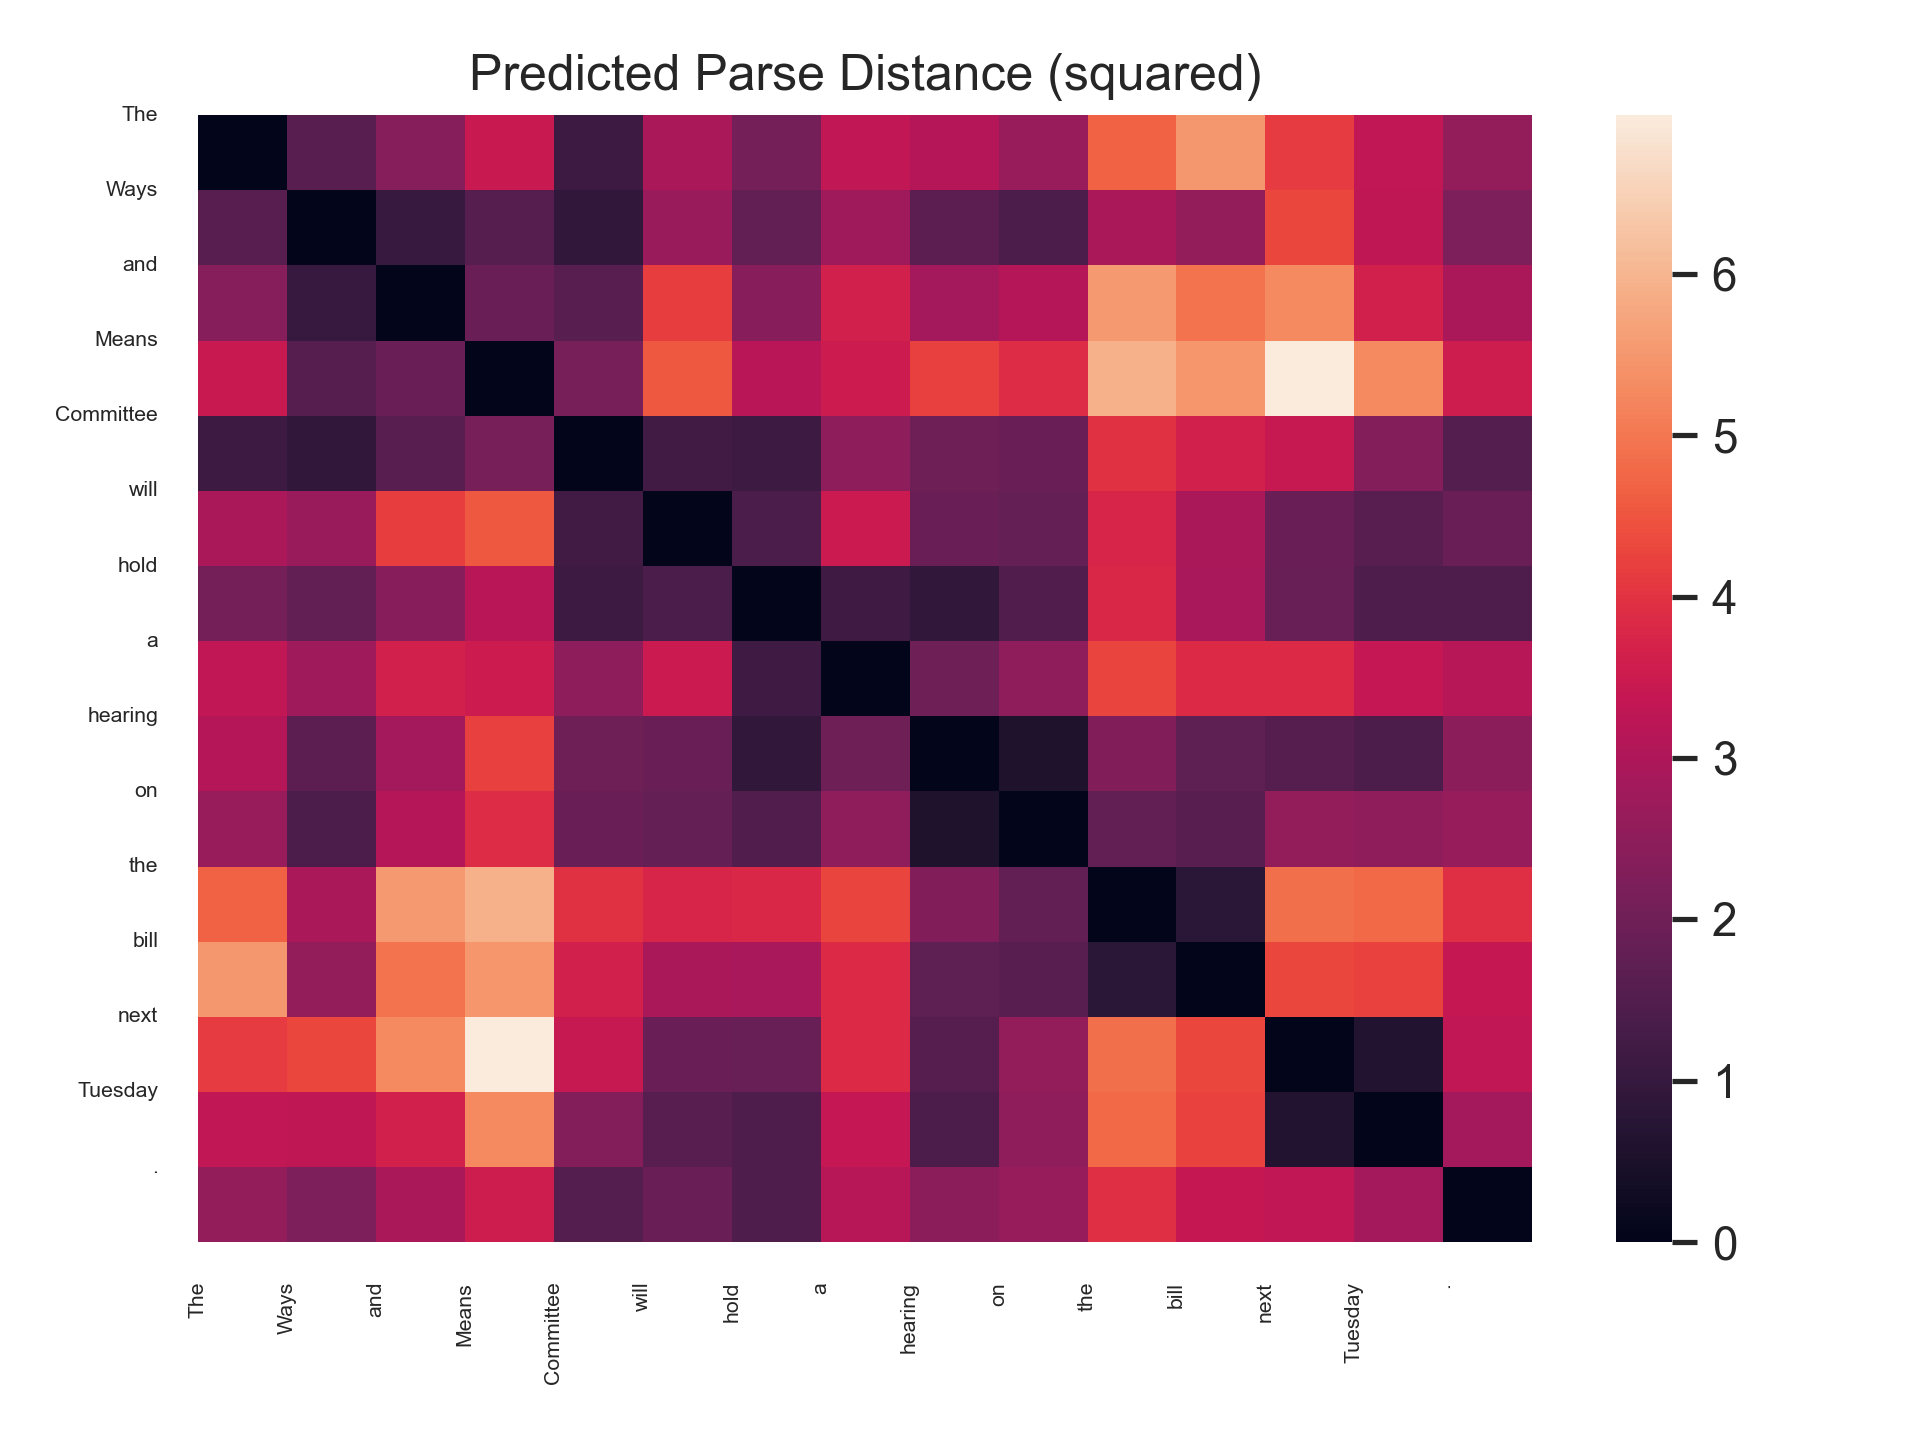 Predicted Parse Distance (squared)
The
Ways
and
Means
Committee
will
hold
a
hearing
on
the
bill
next
Tuesday
.
6
5
4
3
2
1
0
The
Ways
and
Means
Committee
will
hold
a
hearing
on
the
bill
next
Tuesday
.